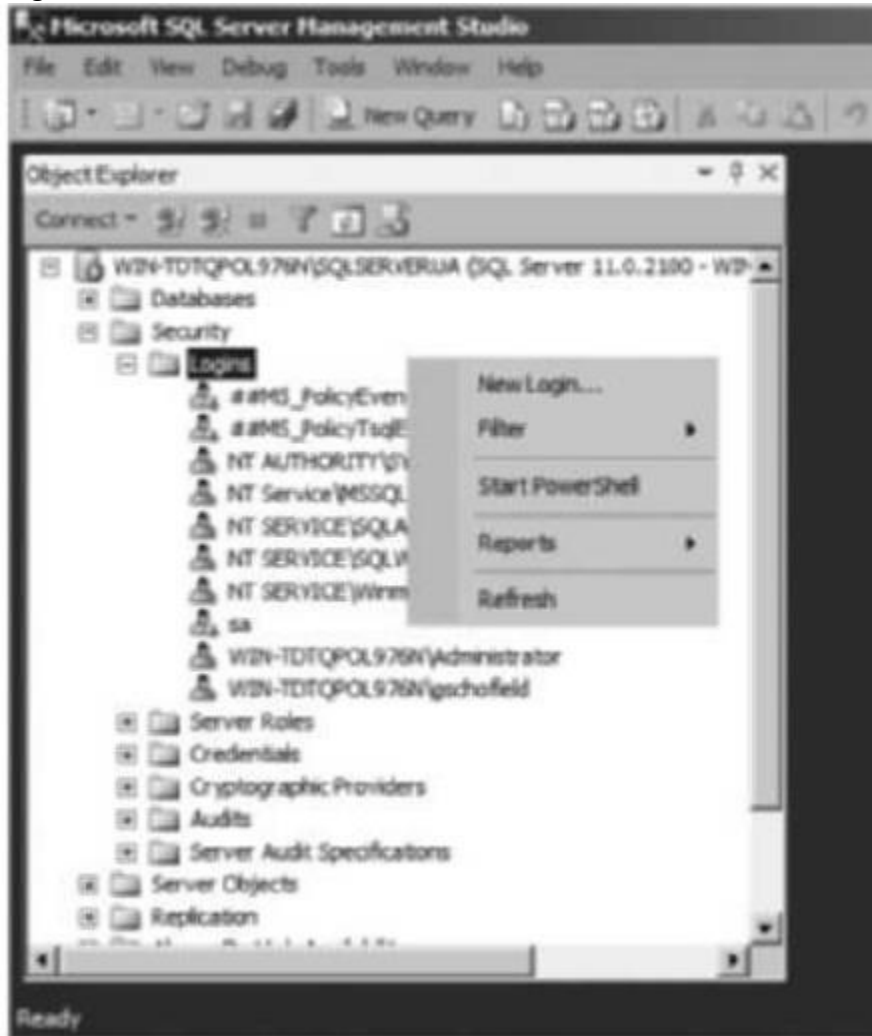 Microsoft SQL Server Management Studio
File Edit View Debug Tools Window Help
New Query
Object Explorer
Connect
WIN-TDTQPOL976N\SQLSERVERUA (SQL Server 11.0.2100 - WIN-
Databases
Security
Logins
##MS_PolicyEven
##MS_PolicyTsqlE
NT AUTHORITY\SY
NT Service\MSSQL
NT SERVICE\SQLA
NT SERVICE\SQLW
NT SERVICE\Winm
sa
WIN-TDTQPOL976N\Administrator
WIN-TDTQPOL976N\gschofield
Server Roles
Credentials
Cryptographic Providers
Audits
Server Audit Specifications
Server Objects
Replication
New Login...
Filter
Start PowerShell
Reports
Refresh
Ready